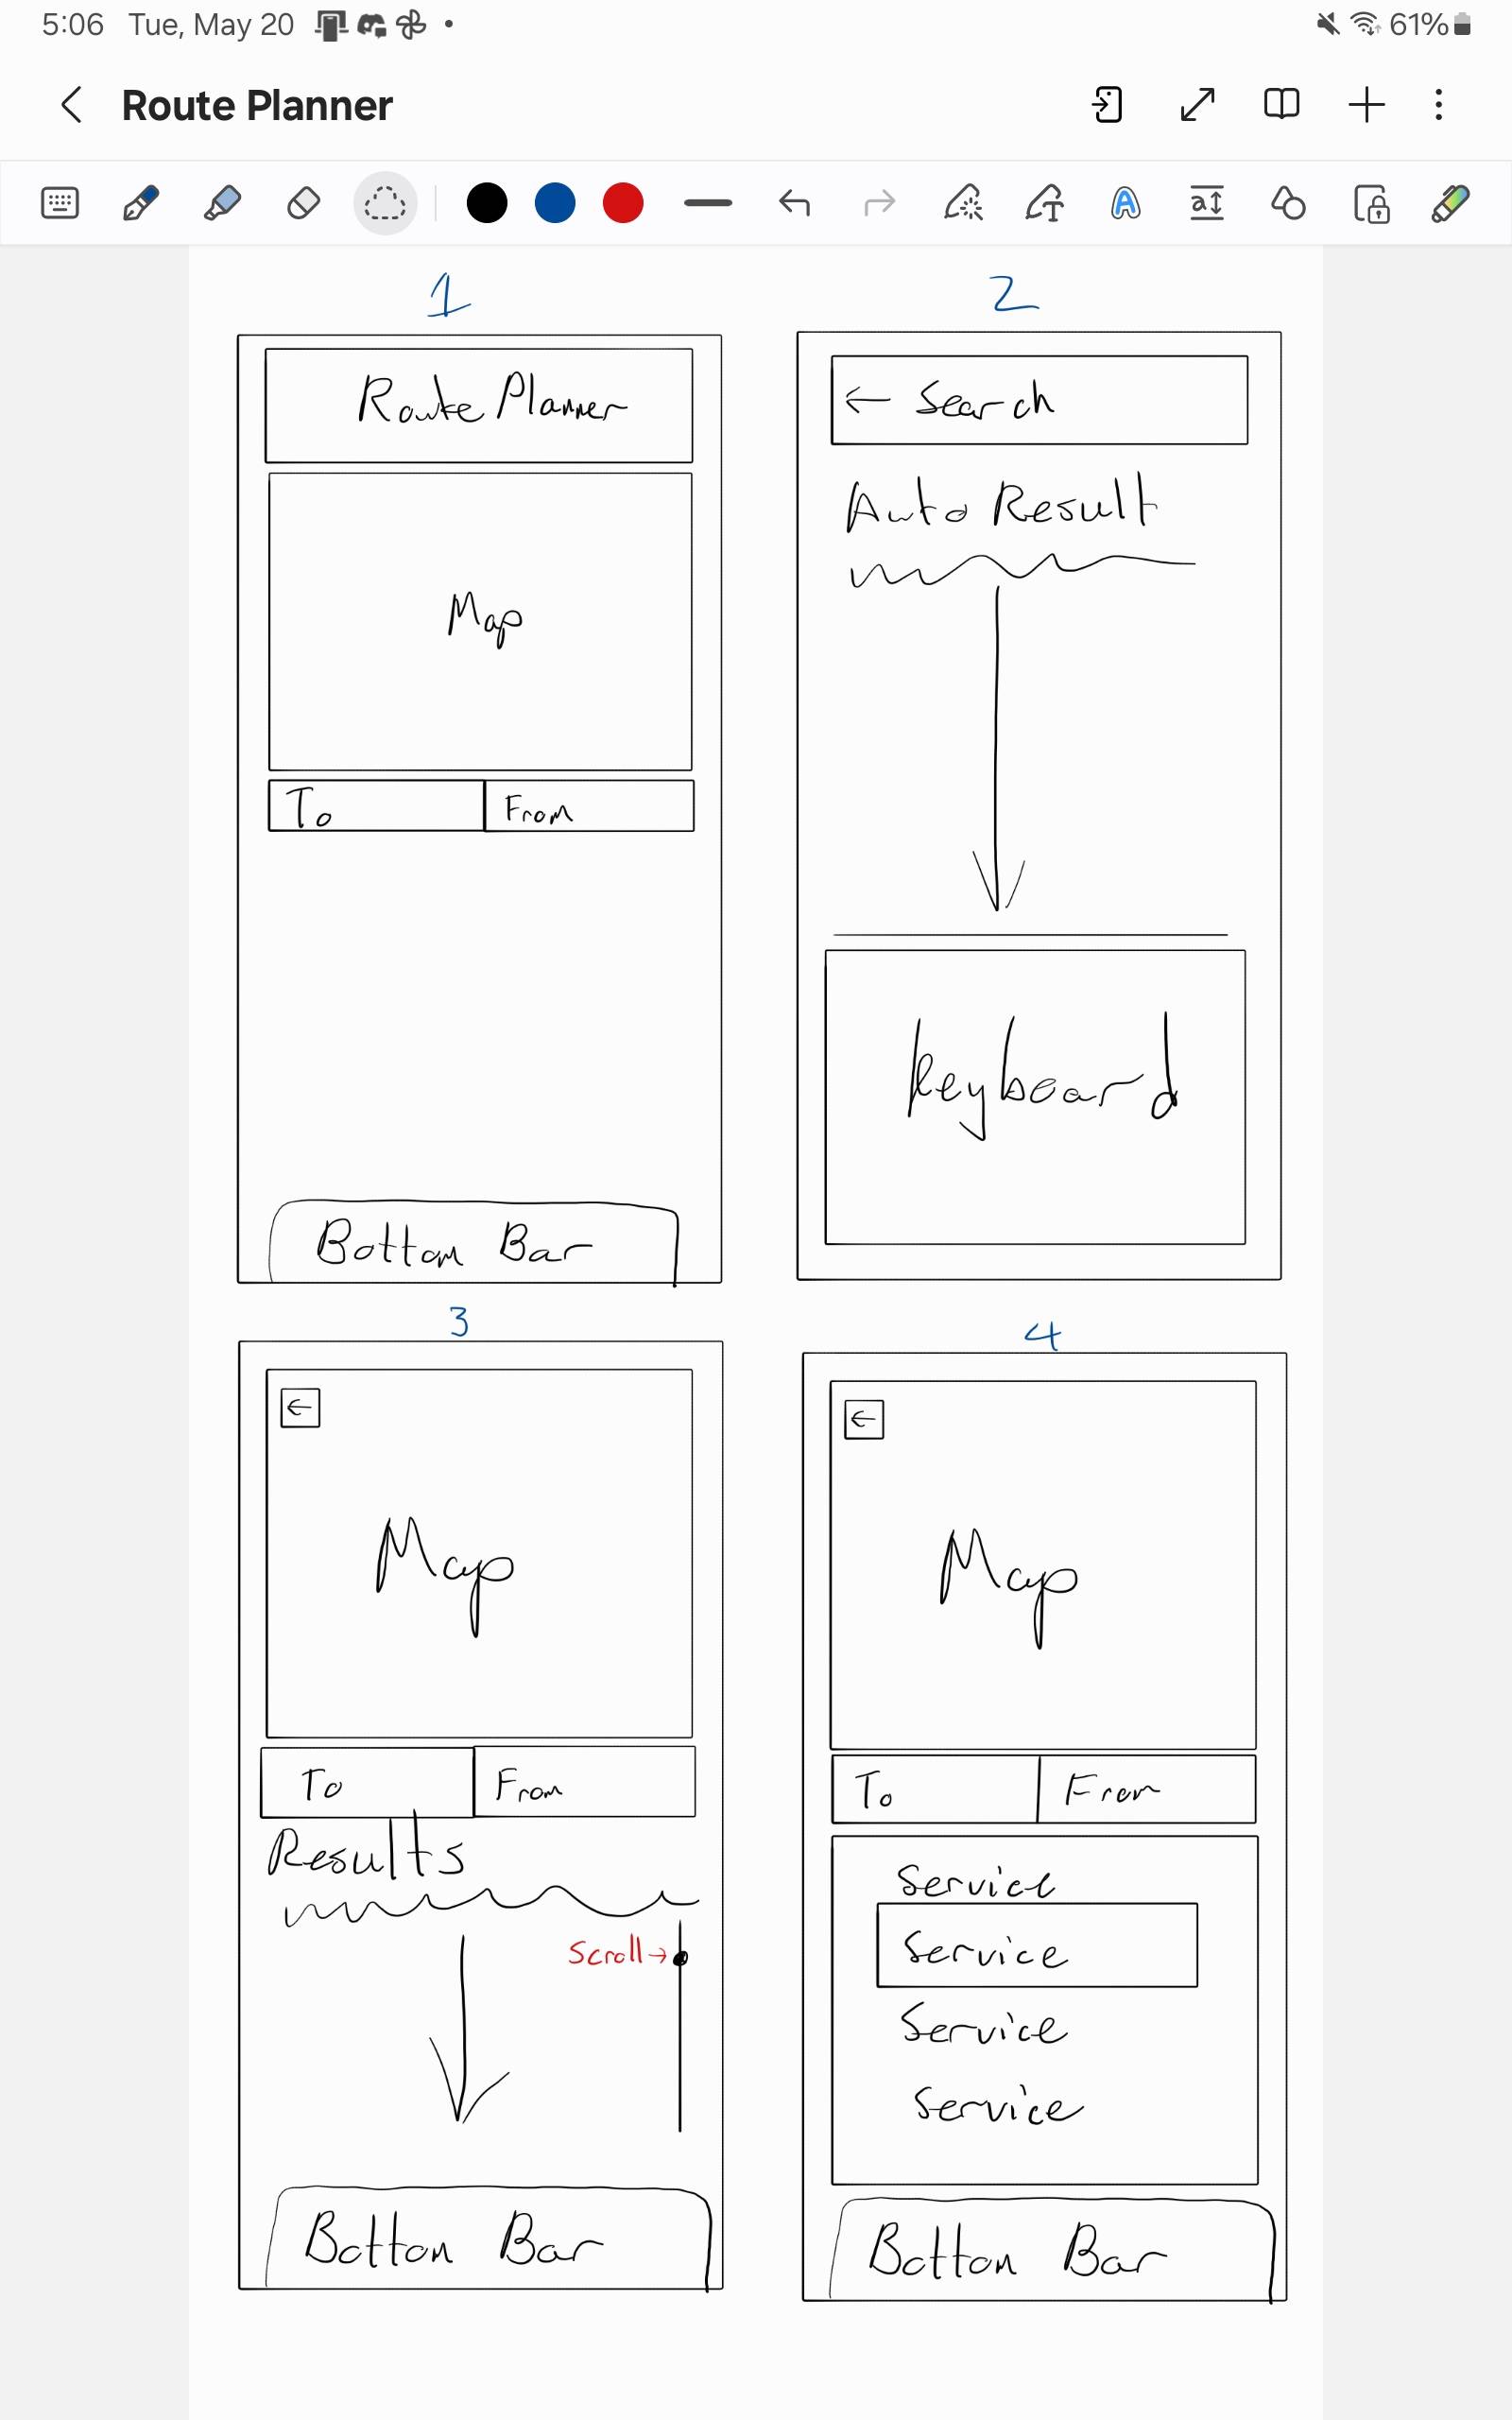 5:06 Tue, May 20 61%
Route Planner
1
Route Planner
Map
To From
Bottom Bar
2
← Search
Auto Result
Keyboard
3
←
Map
To From
Results
Scroll→
Bottom Bar
4
←
Map
To From
Service
Service
Service
Service
Bottom Bar